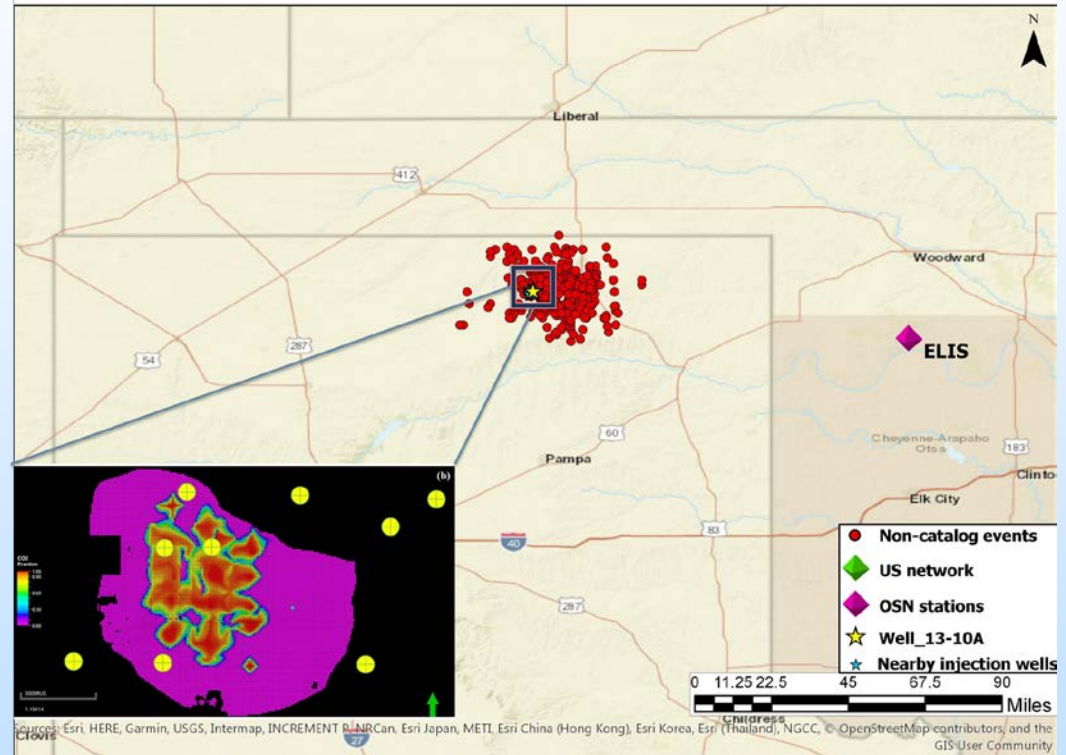 N
Liberal
412
Woodward
ELIS
54
287
Cheyenne-Arapaho
Otsa
183
60
Pampa
Clinto
Elk City
83
40
287
(b)
CO2
Fraction
Non-catalog events
US network
OSN stations
Well_13-10A
Nearby injection wells
0 11.25 22.5 45 67.5 90
Miles
Childress
Sources: Esri, HERE, Garmin, USGS, Intermap, INCREMENT P, NRCan, Esri Japan, METI, Esri China (Hong Kong), Esri Korea, Esri (Thailand), NGCC, © OpenStreetMap contributors, and the
GIS User Community
Clovis
27